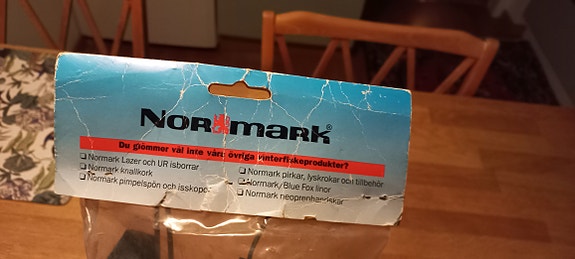 NORMARK®
Du glömmer väl inte våra övriga vinterfiskeprodukter?
❑ Normark Lazer och UR isborrar
❑ Normark knallkork
❑ Normark pimpelspön och isskopor
❑ Normark pirkar, lyskrokar och tillbehör
❑ Normark/Blue Fox linor
❑ Normark neoprenhandskar